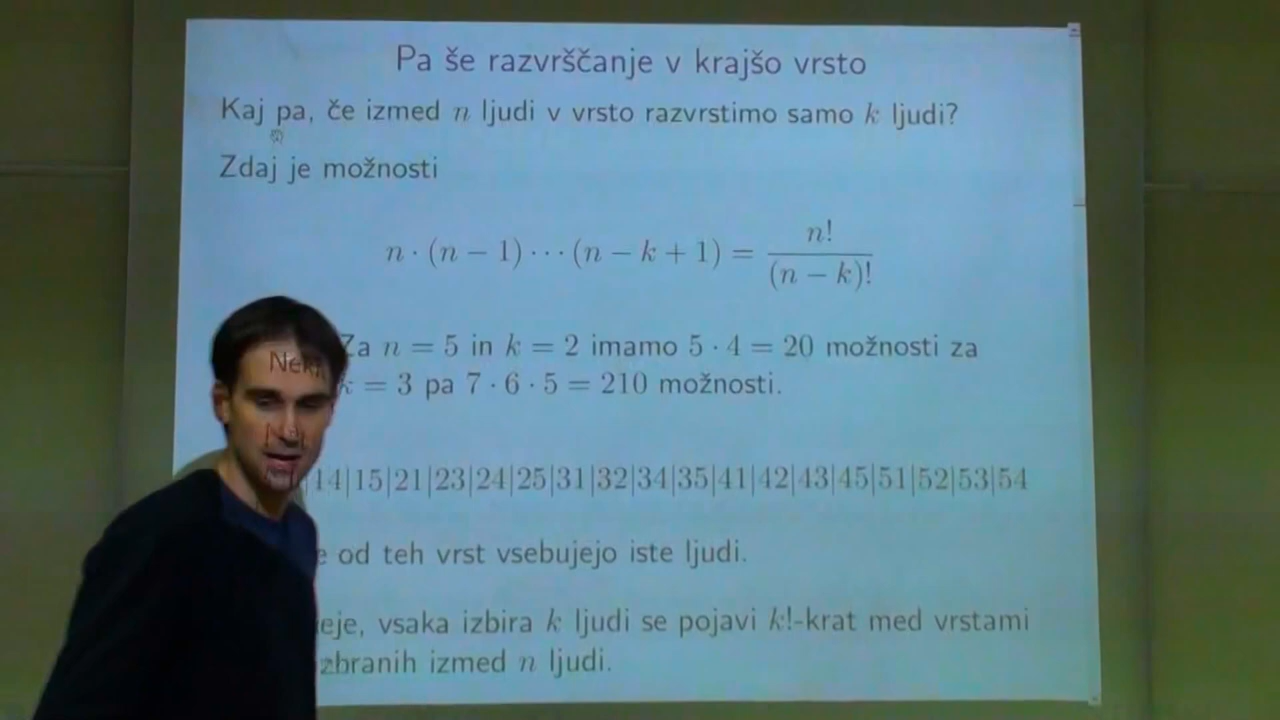 Pa še razvrščanje v krajšo vrsto
Kaj pa, če izmed n ljudi v vrsto razvrstimo samo k ljudi?
Zdaj je možnosti
n · (n − 1) ··· (n − k + 1) = n! / (n − k)!
Za n = 5 in k = 2 imamo 5 · 4 = 20 možnosti za
k = 3 pa 7 · 6 · 5 = 210 možnosti.
|14|15|21|23|24|25|31|32|34|35|41|42|43|45|51|52|53|54
od teh vrst vsebujejo iste ljudi.
vsaka izbira k ljudi se pojavi k!-krat med vrstami
izmed n ljudi.